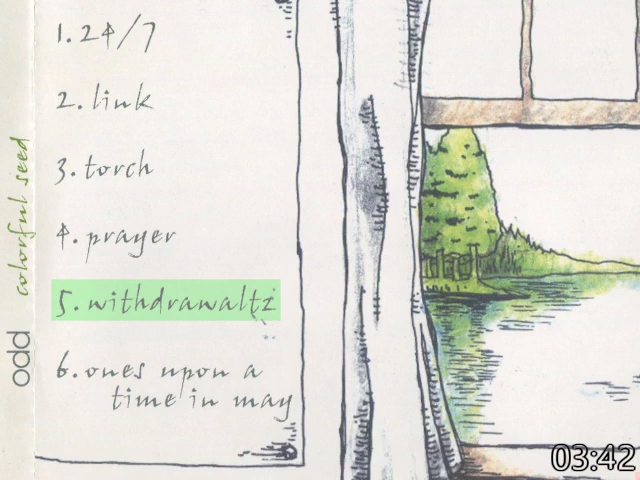 1. 24/7
2. link
3. torch
4. prayer
5. withdrawaltz
6. ones upon a
time in may
odd colorful seed
03:42